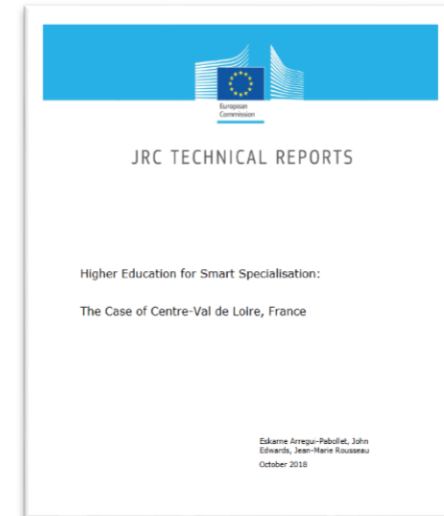 European
Commission
JRC TECHNICAL REPORTS
Higher Education for Smart Specialisation:
The Case of Centre-Val de Loire, France
Eskarne Arregui-Pabollet, John
Edwards, Jean-Marie Rousseau
October 2018